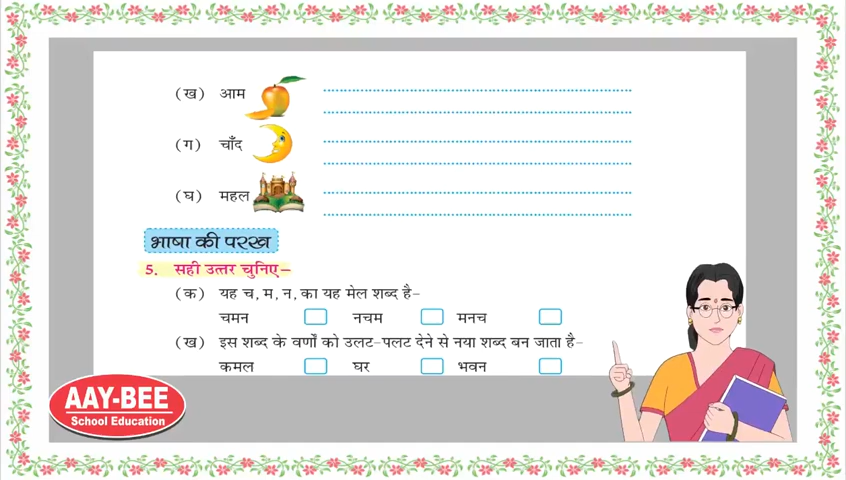 (ख) आम
(ग) चाँद
(घ) महल
भाषा की परख
5. सही उत्तर चुनिए–
(क) यह च, म, न, का यह मेल शब्द है–
चमन नचम मनच
(ख) इस शब्द के वर्णों को उलट-पलट देने से नया शब्द बन जाता है–
कमल घर भवन
AAY-BEE
School Education